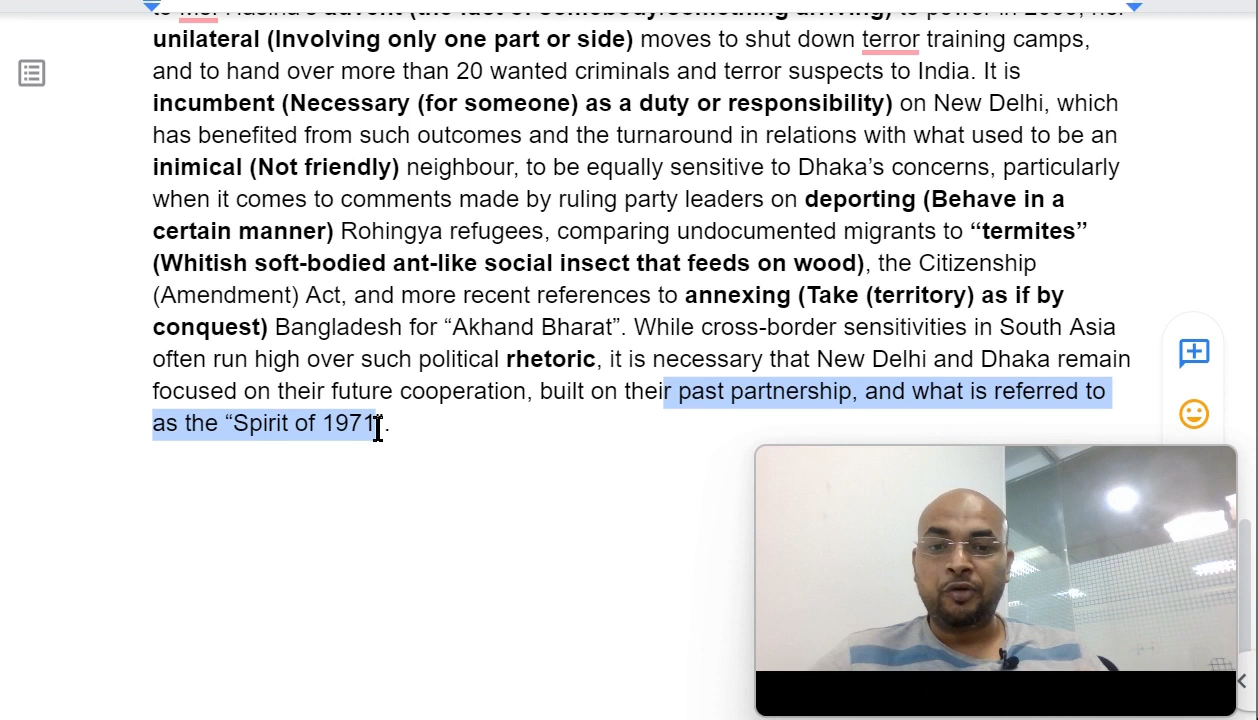 unilateral (Involving only one part or side) moves to shut down terror training camps,
and to hand over more than 20 wanted criminals and terror suspects to India. It is
incumbent (Necessary (for someone) as a duty or responsibility) on New Delhi, which
has benefited from such outcomes and the turnaround in relations with what used to be an
inimical (Not friendly) neighbour, to be equally sensitive to Dhaka’s concerns, particularly
when it comes to comments made by ruling party leaders on deporting (Behave in a
certain manner) Rohingya refugees, comparing undocumented migrants to “termites”
(Whitish soft-bodied ant-like social insect that feeds on wood), the Citizenship
(Amendment) Act, and more recent references to annexing (Take (territory) as if by
conquest) Bangladesh for “Akhand Bharat”. While cross-border sensitivities in South Asia
often run high over such political rhetoric, it is necessary that New Delhi and Dhaka remain
focused on their future cooperation, built on their past partnership, and what is referred to
as the “Spirit of 1971”.